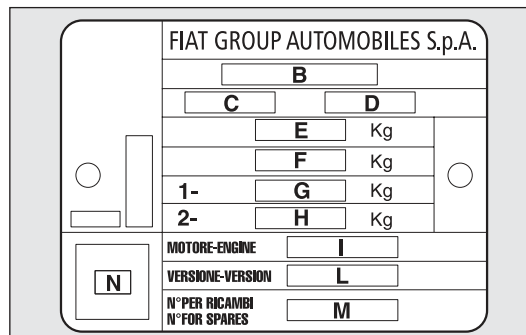 FIAT GROUP AUTOMOBILES S.p.A.
B
C D
E Kg
F Kg
1- G Kg
2- H Kg
MOTORE-ENGINE I
VERSIONE-VERSION L
N
N°PER RICAMBI
N°FOR SPARES M